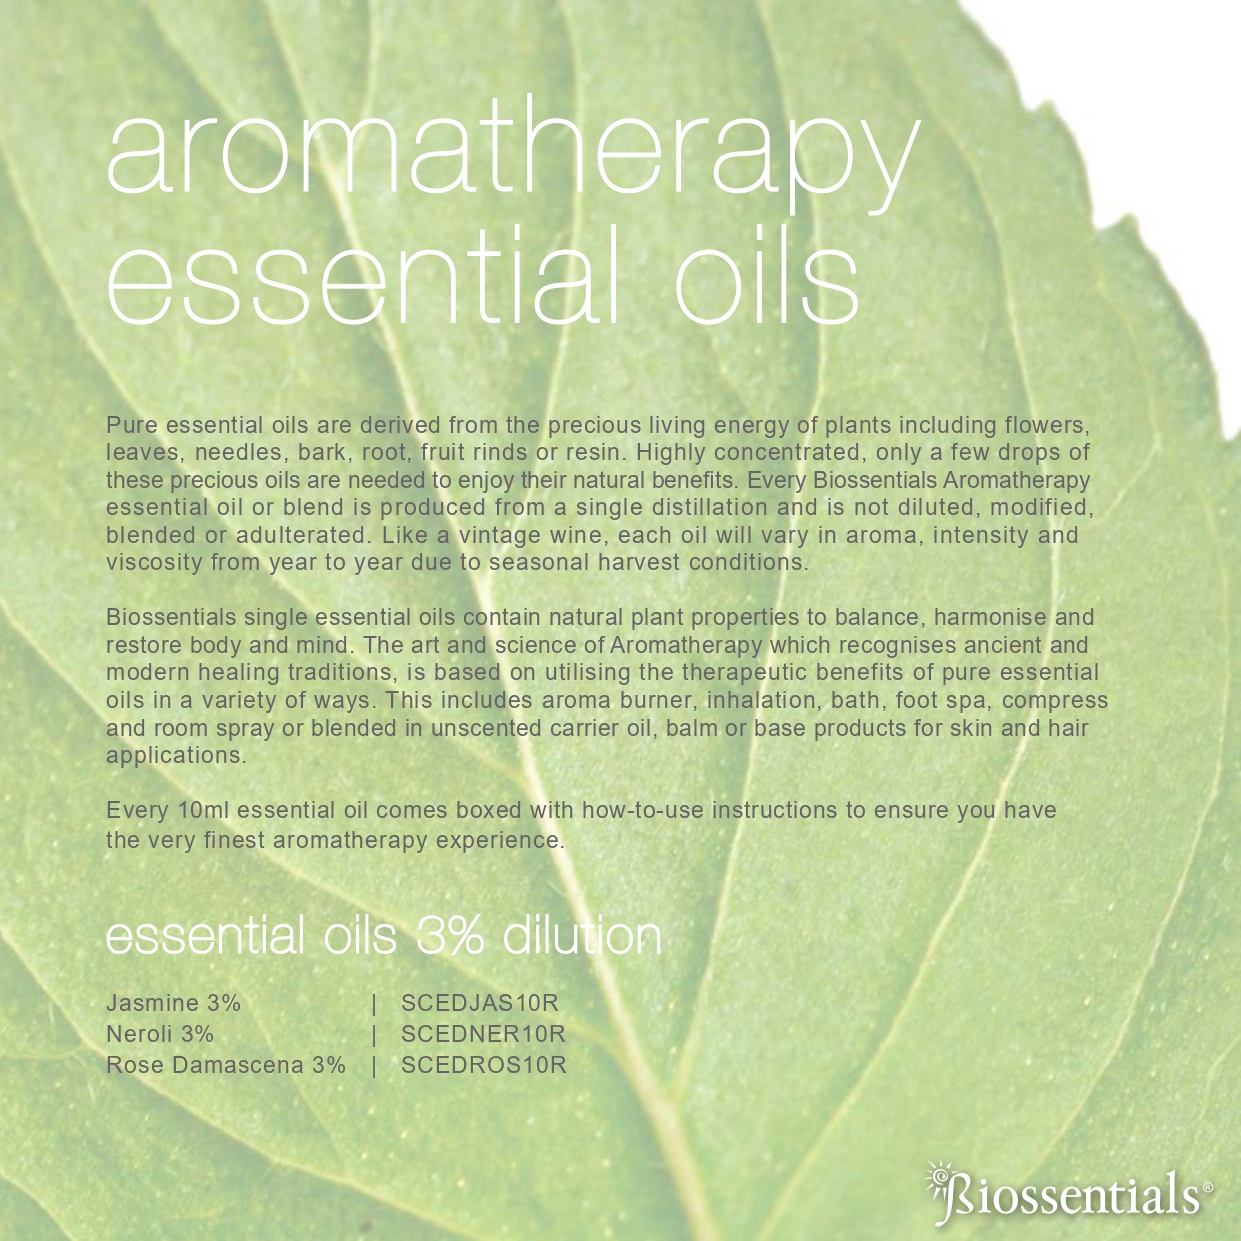 aromatherapy
essential oils
Pure essential oils are derived from the precious living energy of plants including flowers,
leaves, needles, bark, root, fruit rinds or resin. Highly concentrated, only a few drops of
these precious oils are needed to enjoy their natural benefits. Every Biossentials Aromatherapy
essential oil or blend is produced from a single distillation and is not diluted, modified,
blended or adulterated. Like a vintage wine, each oil will vary in aroma, intensity and
viscosity from year to year due to seasonal harvest conditions.
Biossentials single essential oils contain natural plant properties to balance, harmonise and
restore body and mind. The art and science of Aromatherapy which recognises ancient and
modern healing traditions, is based on utilising the therapeutic benefits of pure essential
oils in a variety of ways. This includes aroma burner, inhalation, bath, foot spa, compress
and room spray or blended in unscented carrier oil, balm or base products for skin and hair
applications.
Every 10ml essential oil comes boxed with how-to-use instructions to ensure you have
the very finest aromatherapy experience.
essential oils 3% dilution
Jasmine 3% | SCEDJAS10R
Neroli 3% | SCEDNER10R
Rose Damascena 3% | SCEDROS10R
Biossentials®